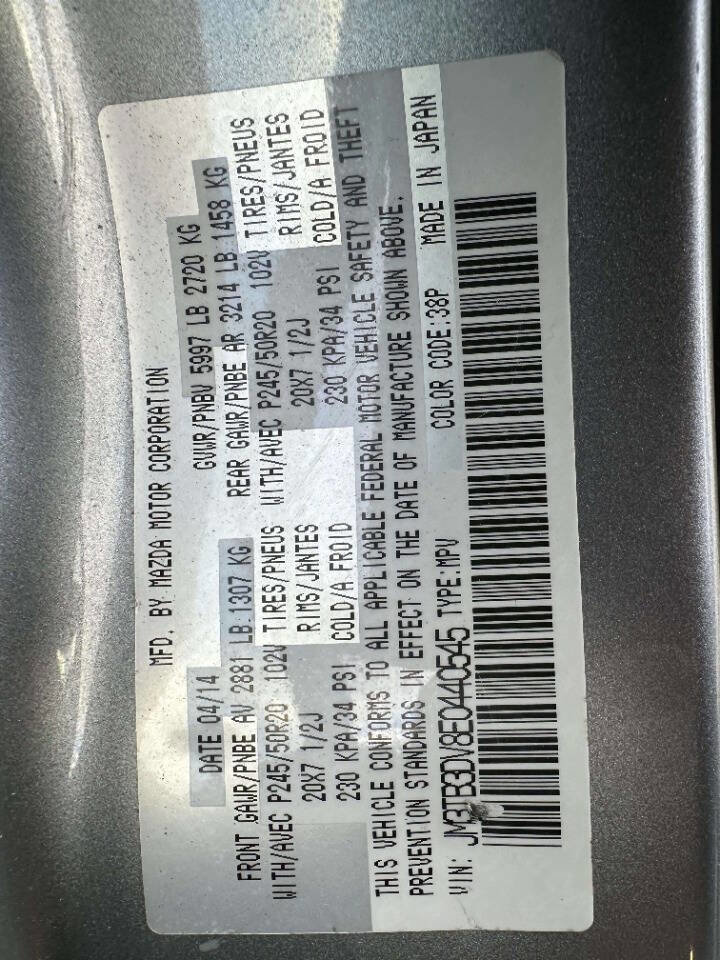 MFD. BY MAZDA MOTOR CORPORATION
DATE 04/14 GVWR/PNBV 5997 LB 2720 KG
FRONT GAWR/PNBE AV 2881 LB 1307 KG REAR GAWR/PNBE AR 3214 LB 1458 KG
WITH/AVEC P245/50R20 102V TIRES/PNEUS WITH/AVEC P245/50R20 102V TIRES/PNEUS
20X7 1/2J RIMS/JANTES 20X7 1/2J RIMS/JANTES
230 KPA/34 PSI COLD/A FROID 230 KPA/34 PSI COLD/A FROID
THIS VEHICLE CONFORMS TO ALL APPLICABLE FEDERAL MOTOR VEHICLE SAFETY AND THEFT
PREVENTION STANDARDS IN EFFECT ON THE DATE OF MANUFACTURE SHOWN ABOVE.
COLOR CODE:38P MADE IN JAPAN
VIN: JM3TB3DV8E0440545 TYPE:MPV